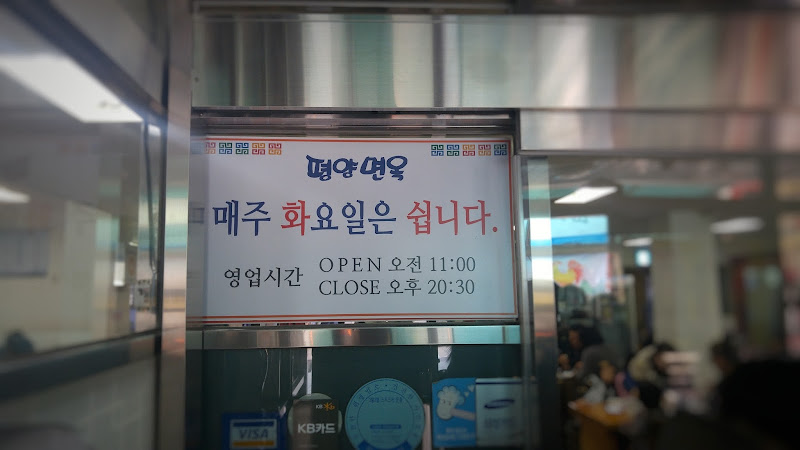 평양면옥
매주 화요일은 쉽니다.
영업시간
OPEN 오전 11:00
CLOSE 오후 20:30
VISA
KB카드